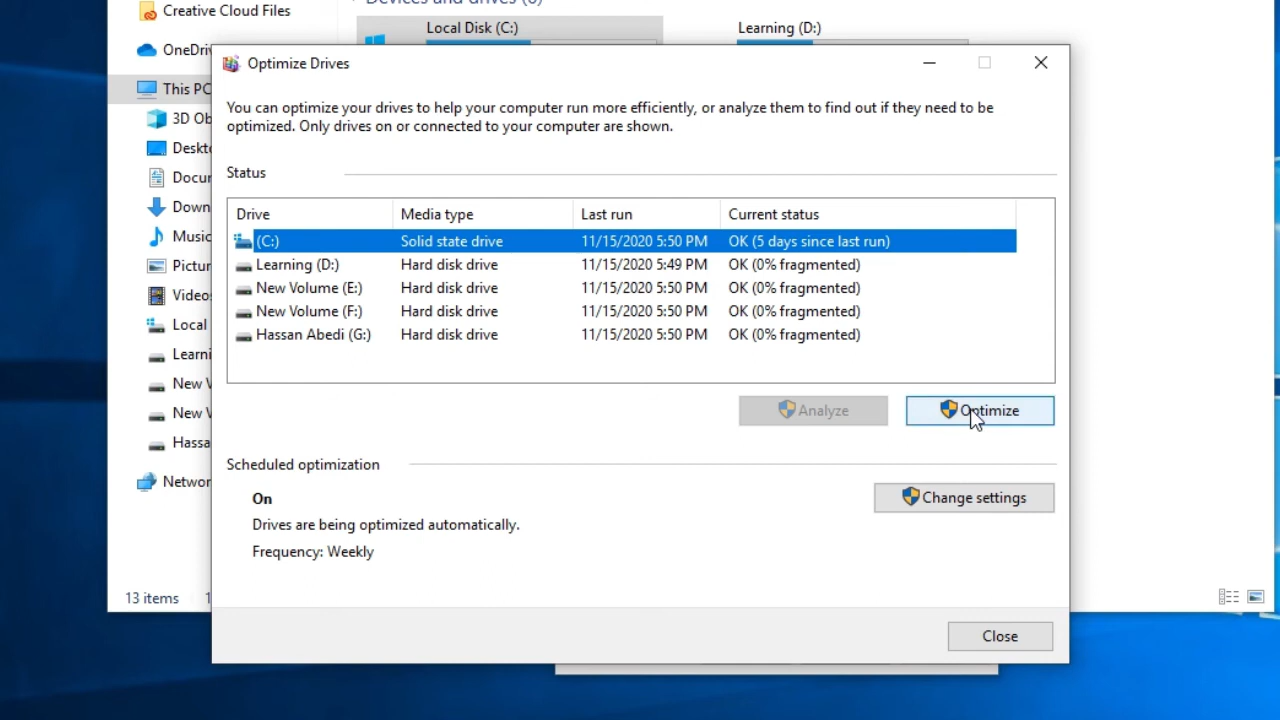 Creative Cloud Files
Devices and drives (6)
Local Disk (C:)
Learning (D:)
OneDriv
This PC
3D Ob
Deskto
Docur
Down
Music
Pictur
Videos
Local
Learni
New V
New V
Hassa
Networ
13 items
1
Optimize Drives
You can optimize your drives to help your computer run more efficiently, or analyze them to find out if they need to be
optimized. Only drives on or connected to your computer are shown.
Status
Drive Media type Last run Current status
(C:) Solid state drive 11/15/2020 5:50 PM OK (5 days since last run)
Learning (D:) Hard disk drive 11/15/2020 5:49 PM OK (0% fragmented)
New Volume (E:) Hard disk drive 11/15/2020 5:50 PM OK (0% fragmented)
New Volume (F:) Hard disk drive 11/15/2020 5:50 PM OK (0% fragmented)
Hassan Abedi (G:) Hard disk drive 11/15/2020 5:50 PM OK (0% fragmented)
Analyze Optimize
Scheduled optimization
On
Change settings
Drives are being optimized automatically.
Frequency: Weekly
Close